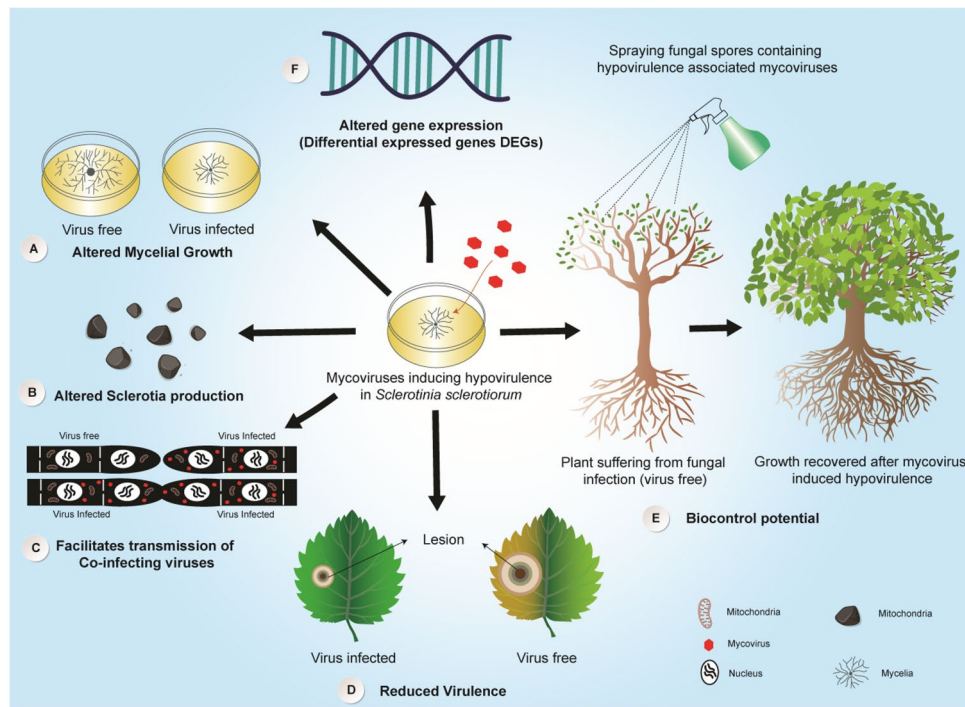 F
Spraying fungal spores containing
hypovirulence associated mycoviruses
Altered gene expression
(Differential expressed genes DEGs)
Virus free
Virus infected
A
Altered Mycelial Growth
Mycoviruses inducing hypovirulence
in Sclerotinia sclerotiorum
B
Altered Sclerotia production
Virus free
Virus Infected
Virus Infected
Virus Infected
C
Facilitates transmission of
Co-infecting viruses
Plant suffering from fungal
infection (virus free)
Growth recovered after mycovirus
induced hypovirulence
E
Biocontrol potential
Lesion
Virus infected
Virus free
D
Reduced Virulence
Mitochondria
Mitochondria
Mycovirus
Nucleus
Mycelia